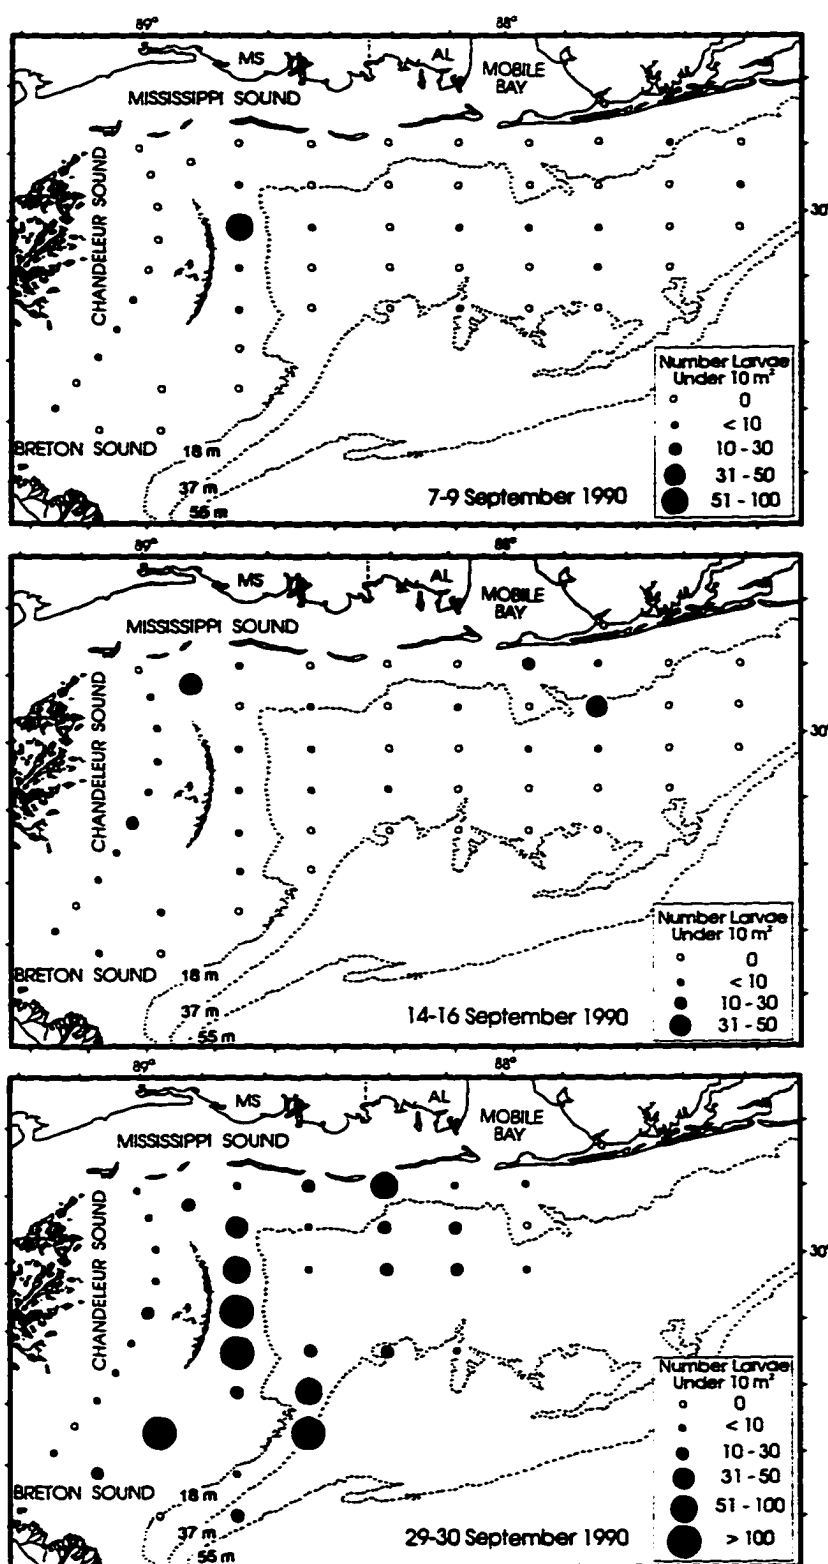 89° 88°
MS AL MOBILE
BAY
MISSISSIPPI SOUND
CHANDELEUR SOUND
30°
Number Larvae
Under 10 m²
0
< 10
10 - 30
31 - 50
51 - 100
BRETON SOUND
18 m
37 m
55 m
7-9 September 1990
89° 88°
MS AL MOBILE
BAY
MISSISSIPPI SOUND
CHANDELEUR SOUND
30°
Number Larvae
Under 10 m²
0
< 10
10 - 30
31 - 50
BRETON SOUND
18 m
37 m
55 m
14-16 September 1990
89° 88°
MS AL MOBILE
BAY
MISSISSIPPI SOUND
CHANDELEUR SOUND
30°
Number Larvae
Under 10 m²
0
< 10
10 - 30
31 - 50
51 - 100
> 100
BRETON SOUND
18 m
37 m
55 m
29-30 September 1990